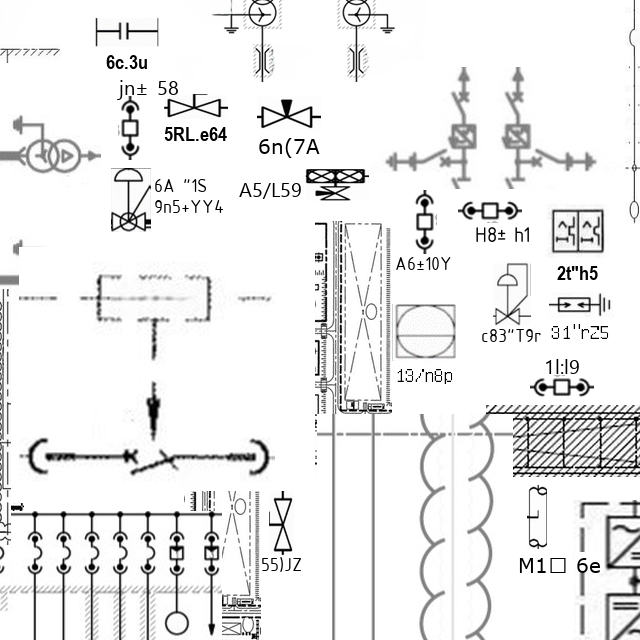 6c.3u
jn± 58
5RL.e64
6n(7A
6A "1S
9n5+YY4
A5/L59
H8± h1
A6±10Y
2t"h5
c83"T9r
31"rZ5
13/'n8p
1l:l9
55)JZ
M1□ 6e